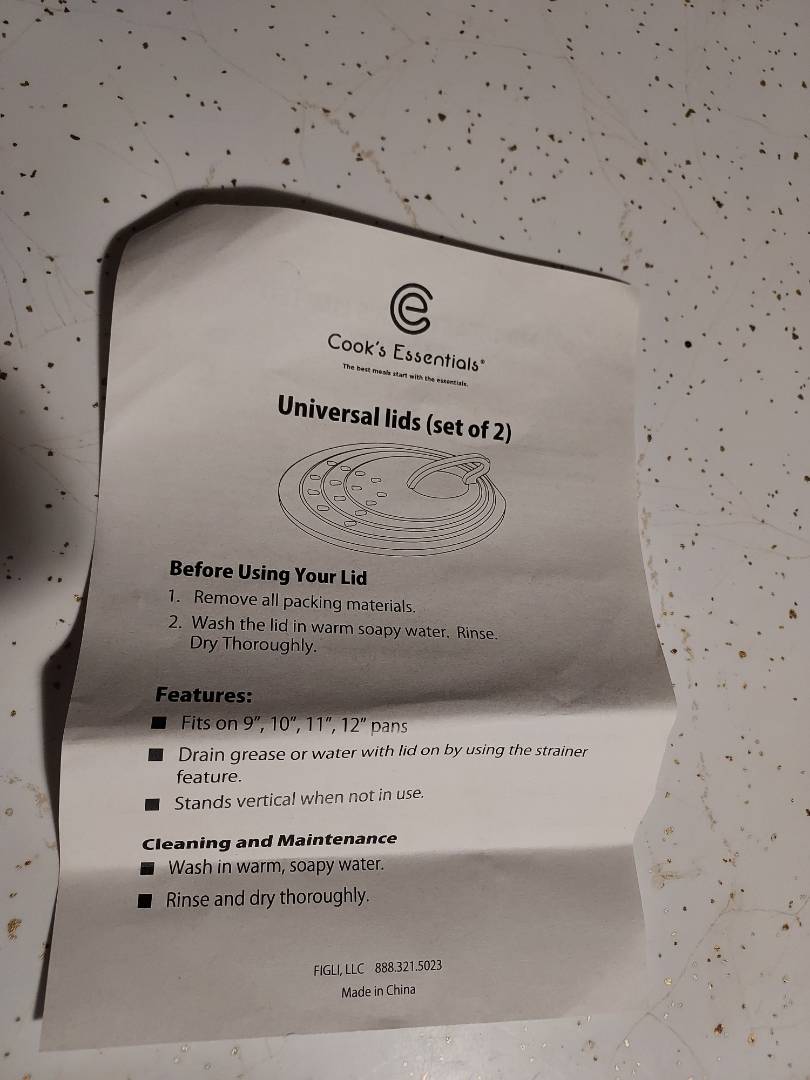 Cook's Essentials®
The best meals start with the essentials.
Universal lids (set of 2)
Before Using Your Lid
1. Remove all packing materials.
2. Wash the lid in warm soapy water. Rinse.
Dry Thoroughly.
Features:
■ Fits on 9", 10", 11", 12" pans
■ Drain grease or water with lid on by using the strainer
feature.
■ Stands vertical when not in use.
Cleaning and Maintenance
■ Wash in warm, soapy water.
■ Rinse and dry thoroughly.
FIGLI, LLC 888.321.5023
Made in China